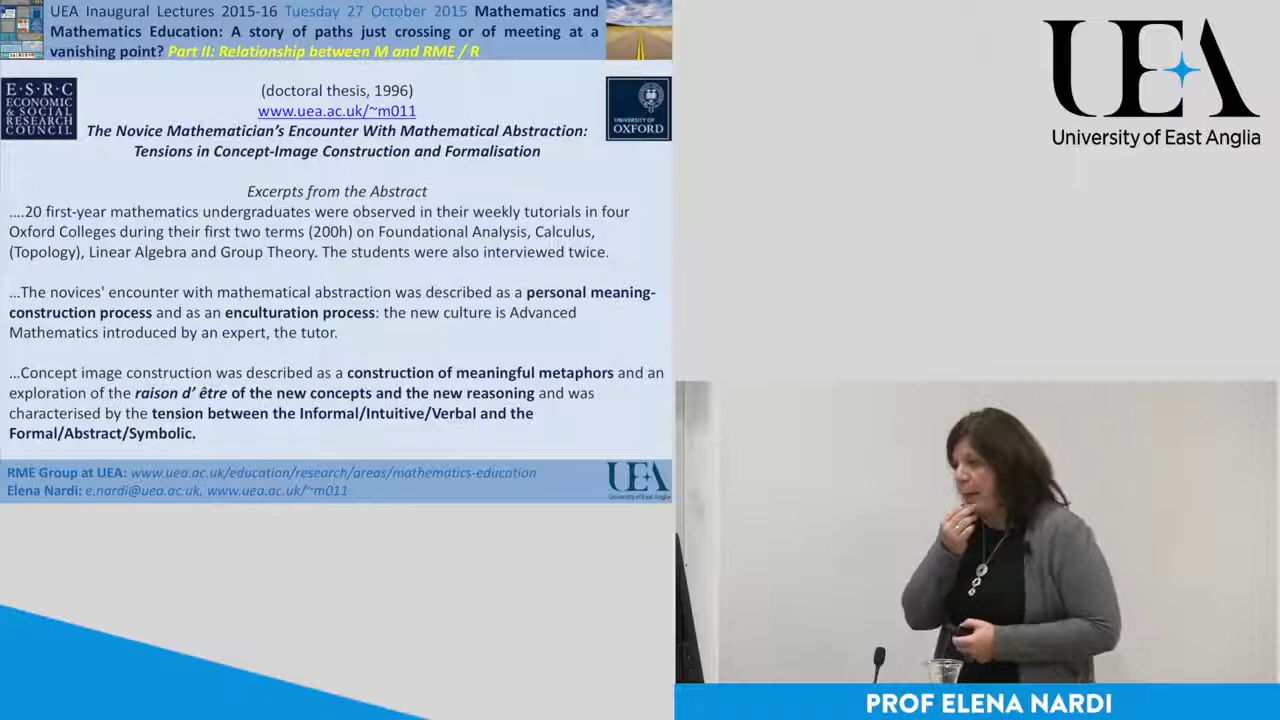 UEA Inaugural Lectures 2015-16 Tuesday 27 October 2015 Mathematics and
Mathematics Education: A story of paths just crossing or of meeting at a
vanishing point? Part II: Relationship between M and RME / R
E·S·R·C
ECONOMIC
& SOCIAL
RESEARCH
COUNCIL
(doctoral thesis, 1996)
www.uea.ac.uk/~m011
The Novice Mathematician's Encounter With Mathematical Abstraction:
Tensions in Concept-Image Construction and Formalisation
UNIVERSITY OF
OXFORD
Excerpts from the Abstract
….20 first-year mathematics undergraduates were observed in their weekly tutorials in four
Oxford Colleges during their first two terms (200h) on Foundational Analysis, Calculus,
(Topology), Linear Algebra and Group Theory. The students were also interviewed twice.
…The novices' encounter with mathematical abstraction was described as a personal meaning-
construction process and as an enculturation process: the new culture is Advanced
Mathematics introduced by an expert, the tutor.
…Concept image construction was described as a construction of meaningful metaphors and an
exploration of the raison d' être of the new concepts and the new reasoning and was
characterised by the tension between the Informal/Intuitive/Verbal and the
Formal/Abstract/Symbolic.
RME Group at UEA: www.uea.ac.uk/education/research/areas/mathematics-education
Elena Nardi: e.nardi@uea.ac.uk, www.uea.ac.uk/~m011
UEA
University of East Anglia
UEA
University of East Anglia
PROF ELENA NARDI